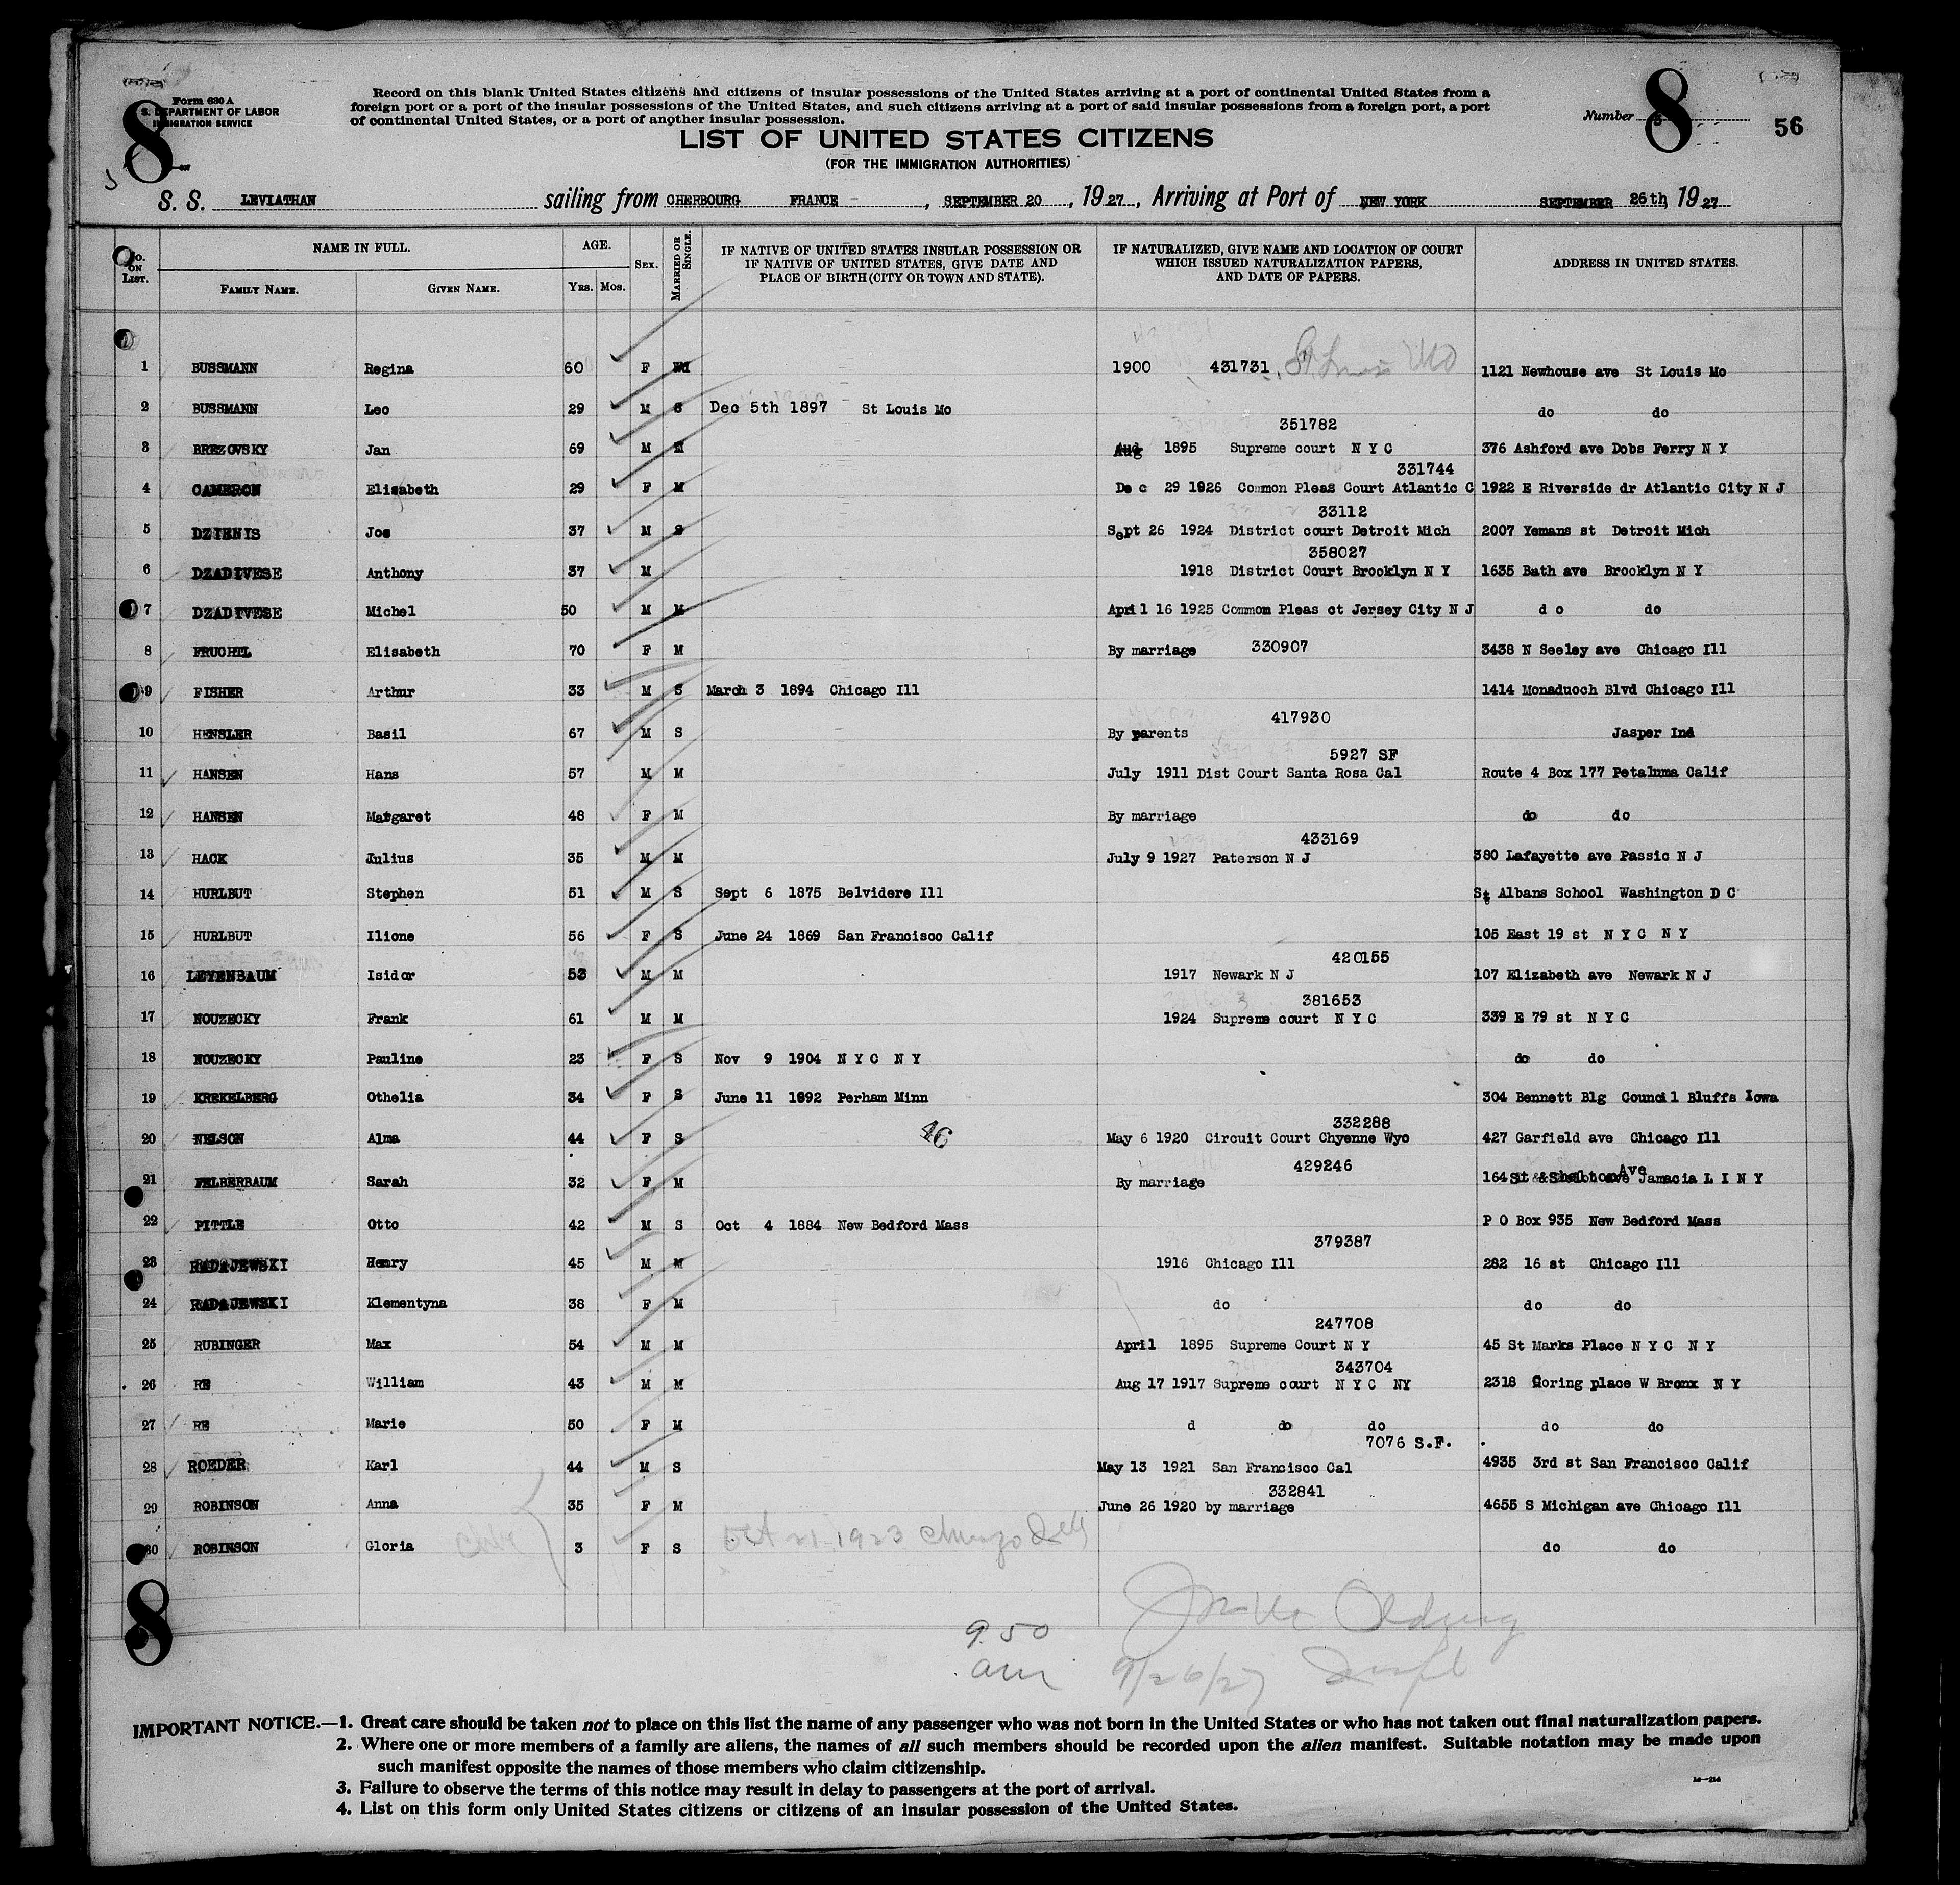 8
Form 630 A
S. DEPARTMENT OF LABOR
IMMIGRATION SERVICE
Record on this blank United States citizens and citizens of insular possessions of the United States arriving at a port of continental United States from a
foreign port or a port of the insular possessions of the United States, and such citizens arriving at a port of said insular possessions from a foreign port, a port
of continental United States, or a port of another insular possession.
Number 8 56
LIST OF UNITED STATES CITIZENS
(FOR THE IMMIGRATION AUTHORITIES)
S. S. LEVIATHAN sailing from CHERBOURG FRANCE, SEPTEMBER 20, 1927, Arriving at Port of NEW YORK SEPTEMBER 26th, 1927
No. ON LIST. NAME IN FULL. FAMILY NAME. GIVEN NAME. AGE. YRS. MOS. SEX. MARRIED OR SINGLE. IF NATIVE OF UNITED STATES INSULAR POSSESSION OR IF NATIVE OF UNITED STATES, GIVE DATE AND PLACE OF BIRTH (CITY OR TOWN AND STATE). IF NATURALIZED, GIVE NAME AND LOCATION OF COURT WHICH ISSUED NATURALIZATION PAPERS, AND DATE OF PAPERS. ADDRESS IN UNITED STATES.
1 BUSSMANN Regina 60 F Wd 1900 431731 St Louis Mo 1121 Newhouse ave St Louis Mo
2 BUSSMANN Leo 29 M S Dec 5th 1897 St Louis Mo do do
351782
3 BREZOVSKY Jan 69 M Aug 1895 Supreme court N Y C 376 Ashford ave Dobs Ferry N Y
331744
4 CAMERON Elisabeth 29 F M Dec 29 1926 Common Pleas Court Atlantic C 1922 E Riverside dr Atlantic City N J
33112
5 DZIENIS Joe 37 M S Sept 26 1924 District court Detroit Mich 2007 Yemans st Detroit Mich
358027
6 DZADIVESE Anthony 37 M 1918 District Court Brooklyn N Y 1635 Bath ave Brooklyn N Y
7 DZADIVESE Michel 50 M M April 16 1925 Common Pleas ct Jersey City N J do do
8 FRUCHTL Elisabeth 70 F M By marriage 330907 3438 N Seeley ave Chicago Ill
9 FISHER Arthur 33 M S March 3 1894 Chicago Ill 1414 Monaduoch Blvd Chicago Ill
417930
10 HENSLER Basil 67 M S By parents Jasper Ind
5927 SF
11 HANSEN Hans 57 M M July 1911 Dist Court Santa Rosa Cal Route 4 Box 177 Petaluma Calif
12 HANSEN Margaret 48 F M By marriage do do
433169
13 HACK Julius 35 M M July 9 1927 Paterson N J 380 Lafayette ave Passic N J
14 HURLBUT Stephen 51 M S Sept 6 1875 Belvidere Ill St Albans School Washington D C
15 HURLBUT Ilione 56 F S June 24 1869 San Francisco Calif 105 East 19 st N Y C N Y
420155
16 LEYENBAUM Isidor 53 M M 1917 Newark N J 107 Elizabeth ave Newark N J
381653
17 NOUZECKY Frank 61 M M 1924 Supreme court N Y C 339 E 79 st N Y C
18 NOUZECKY Pauline 23 F S Nov 9 1904 N Y C N Y do do
19 KREKELBERG Othelia 34 F S June 11 1892 Perham Minn 304 Bennett Blg Council Bluffs Iowa
46 332288
20 NELSON Alma 44 F S May 6 1920 Circuit Court Chyenne Wyo 427 Garfield ave Chicago Ill
429246
21 FELBERBAUM Sarah 32 F M By marriage 164 St & Ave Jamacia L I N Y
22 PITTLE Otto 42 M S Oct 4 1884 New Bedford Mass P O Box 935 New Bedford Mass
379387
23 RADAJEWSKI Henry 45 M M 1916 Chicago Ill 282 16 st Chicago Ill
24 RADAJEWSKI Klementyna 38 F M do do do
247708
25 RUBINGER Max 54 M M April 1895 Supreme Court N Y 45 St Marks Place N Y C N Y
343704
26 RE William 43 M M Aug 17 1917 Supreme court N Y C NY 2318 Goring place W Bronx N Y
27 RE Marie 50 F M d do do do do
7076 S.F.
28 ROEDER Karl 44 M S May 13 1921 San Francisco Cal 4935 3rd st San Francisco Calif
332841
29 ROBINSON Anna 35 F M June 26 1920 by marriage 4655 S Michigan ave Chicago Ill
30 ROBINSON Gloria 3 F S Oct 21 1923 Chicago Ills do do
8
9.50
am 9/26/27 Inspt
IMPORTANT NOTICE.—1. Great care should be taken not to place on this list the name of any passenger who was not born in the United States or who has not taken out final naturalization papers.
2. Where one or more members of a family are aliens, the names of all such members should be recorded upon the alien manifest. Suitable notation may be made upon
such manifest opposite the names of those members who claim citizenship.
3. Failure to observe the terms of this notice may result in delay to passengers at the port of arrival.
4. List on this form only United States citizens or citizens of an insular possession of the United States.